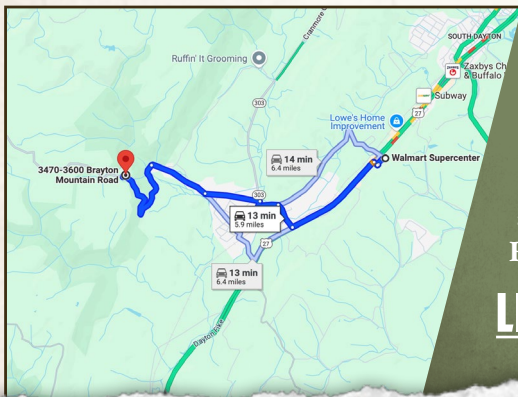 SOUTH DAYTON
Cranmore
Ruffin' It Grooming
Zaxbys Ch
& Buffalo
Subway
27
303
Lowe's Home
Improvement
Walmart Supercenter
14 min
6.4 miles
3470-3600 Brayton
Mountain Road
303
13 min
5.9 miles
27
13 min
6.4 miles